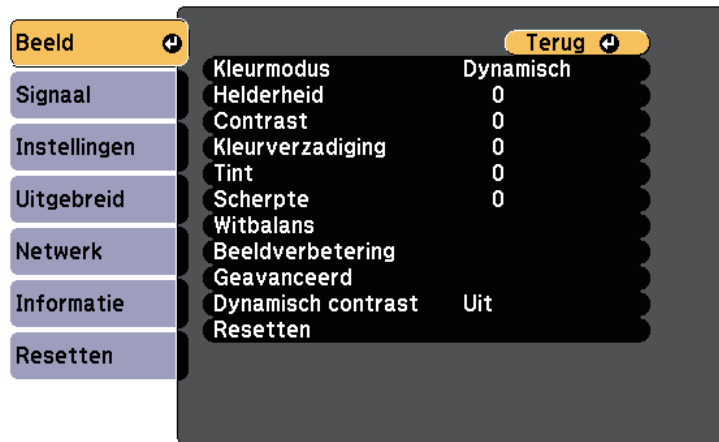 Beeld
Signaal
Instellingen
Uitgebreid
Netwerk
Informatie
Resetten
Terug
Kleurmodus Dynamisch
Helderheid 0
Contrast 0
Kleurverzadiging 0
Tint 0
Scherpte 0
Witbalans
Beeldverbetering
Geavanceerd
Dynamisch contrast Uit
Resetten